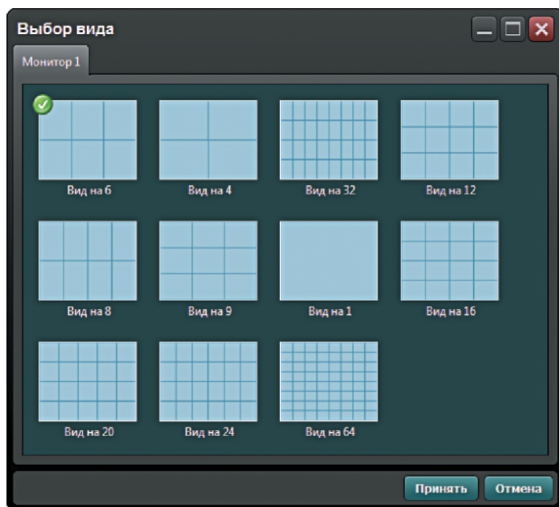 Выбор вида
Монитор 1
Вид на 6
Вид на 4
Вид на 32
Вид на 12
Вид на 8
Вид на 9
Вид на 1
Вид на 16
Вид на 20
Вид на 24
Вид на 64
Принять
Отмена